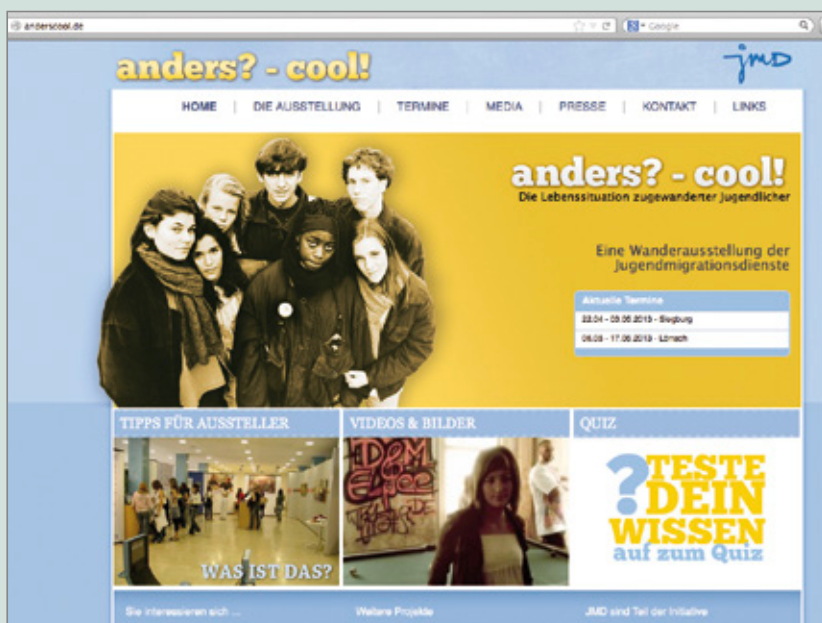 anderscool.de
Google
anders? - cool!
jmD
HOME | DIE AUSSTELLUNG | TERMINE | MEDIA | PRESSE | KONTAKT | LINKS
anders? - cool!
Die Lebenssituation zugewanderter Jugendlicher
Eine Wanderausstellung der
Jugendmigrationsdienste
Aktuelle Termine
Siegburg
Lörrach
TIPPS FÜR AUSSTELLER
VIDEOS & BILDER
QUIZ
WAS IST DAS?
?TESTE
DEIN
WISSEN
auf zum Quiz
Sie interessieren sich ...
Weitere Projekte
JMD sind Teil der Initiative